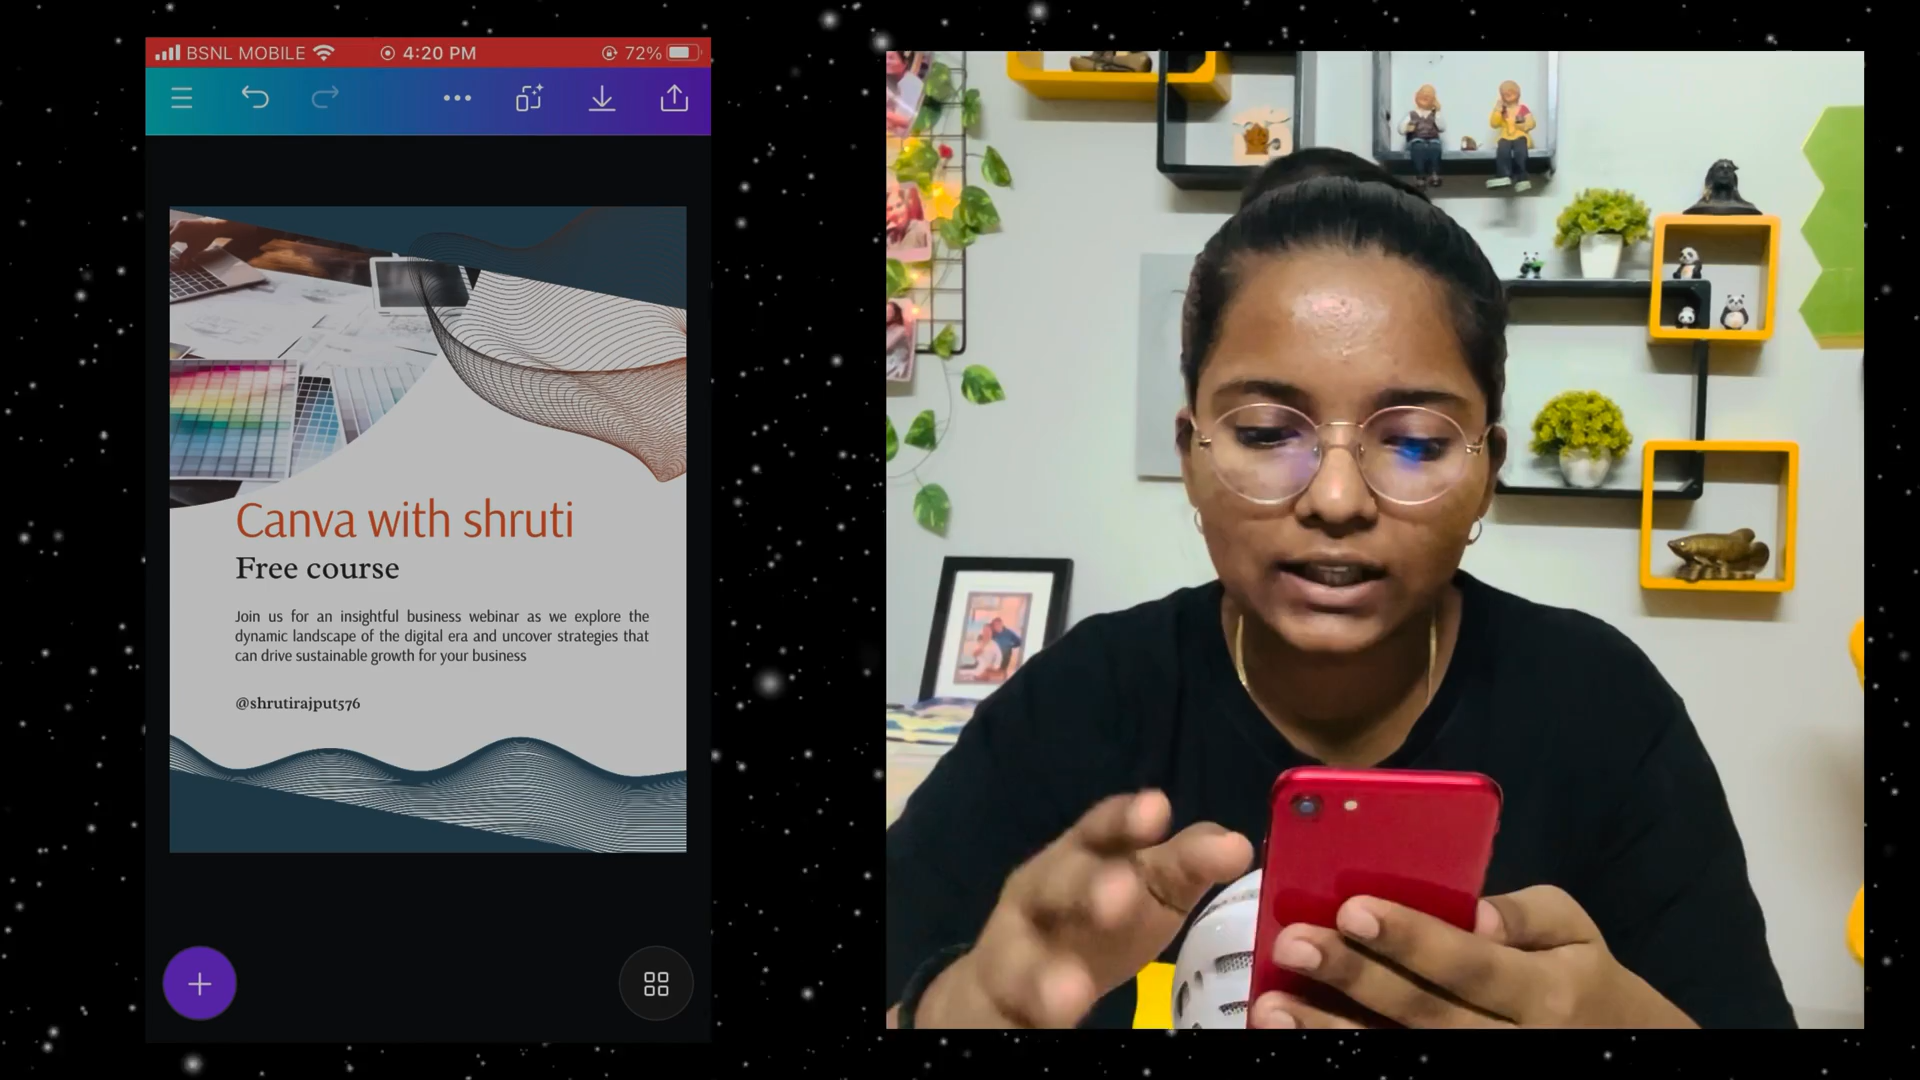 BSNL MOBILE 4:20 PM 72%
Canva with shruti
Free course
Join us for an insightful business webinar as we explore the
dynamic landscape of the digital era and uncover strategies that
can drive sustainable growth for your business
@shrutirajput576